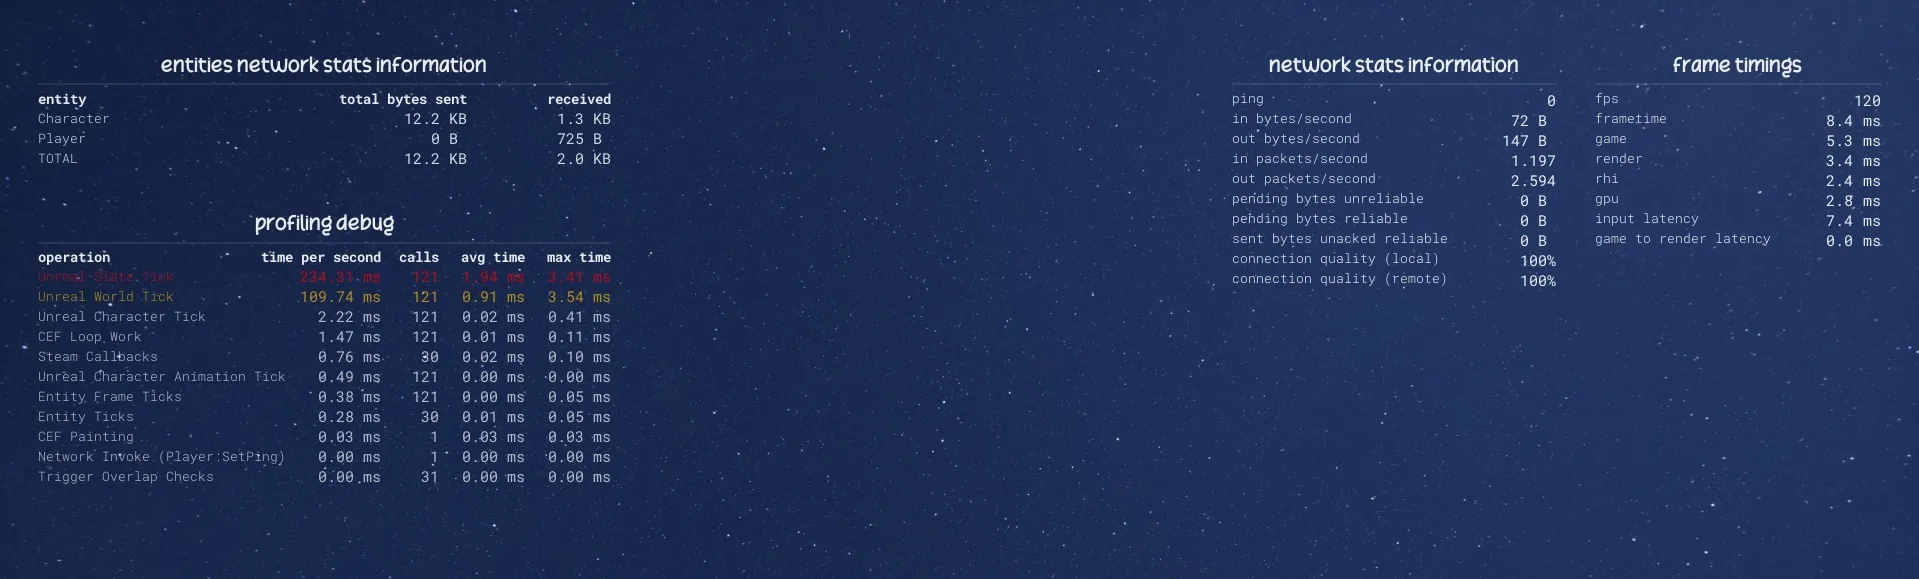 entities network stats information
entity total bytes sent received
Character 12.2 KB 1.3 KB
Player 0 B 725 B
TOTAL 12.2 KB 2.0 KB
profiling debug
operation time per second calls avg time max time
Unreal Slate Tick 234.31 ms 121 1.94 ms 3.41 ms
Unreal World Tick 109.74 ms 121 0.91 ms 3.54 ms
Unreal Character Tick 2.22 ms 121 0.02 ms 0.41 ms
CEF Loop Work 1.47 ms 121 0.01 ms 0.11 ms
Steam Callbacks 0.76 ms 30 0.02 ms 0.10 ms
Unreal Character Animation Tick 0.49 ms 121 0.00 ms 0.00 ms
Entity Frame Ticks 0.38 ms 121 0.00 ms 0.05 ms
Entity Ticks 0.28 ms 30 0.01 ms 0.05 ms
CEF Painting 0.03 ms 1 0.03 ms 0.03 ms
Network Invoke (Player:SetPing) 0.00 ms 1 0.00 ms 0.00 ms
Trigger Overlap Checks 0.00 ms 31 0.00 ms 0.00 ms
network stats information
ping 0
in bytes/second 72 B
out bytes/second 147 B
in packets/second 1.197
out packets/second 2.594
pending bytes unreliable 0 B
pending bytes reliable 0 B
sent bytes unacked reliable 0 B
connection quality (local) 100%
connection quality (remote) 100%
frame timings
fps 120
frametime 8.4 ms
game 5.3 ms
render 3.4 ms
rhi 2.4 ms
gpu 2.8 ms
input latency 7.4 ms
game to render latency 0.0 ms